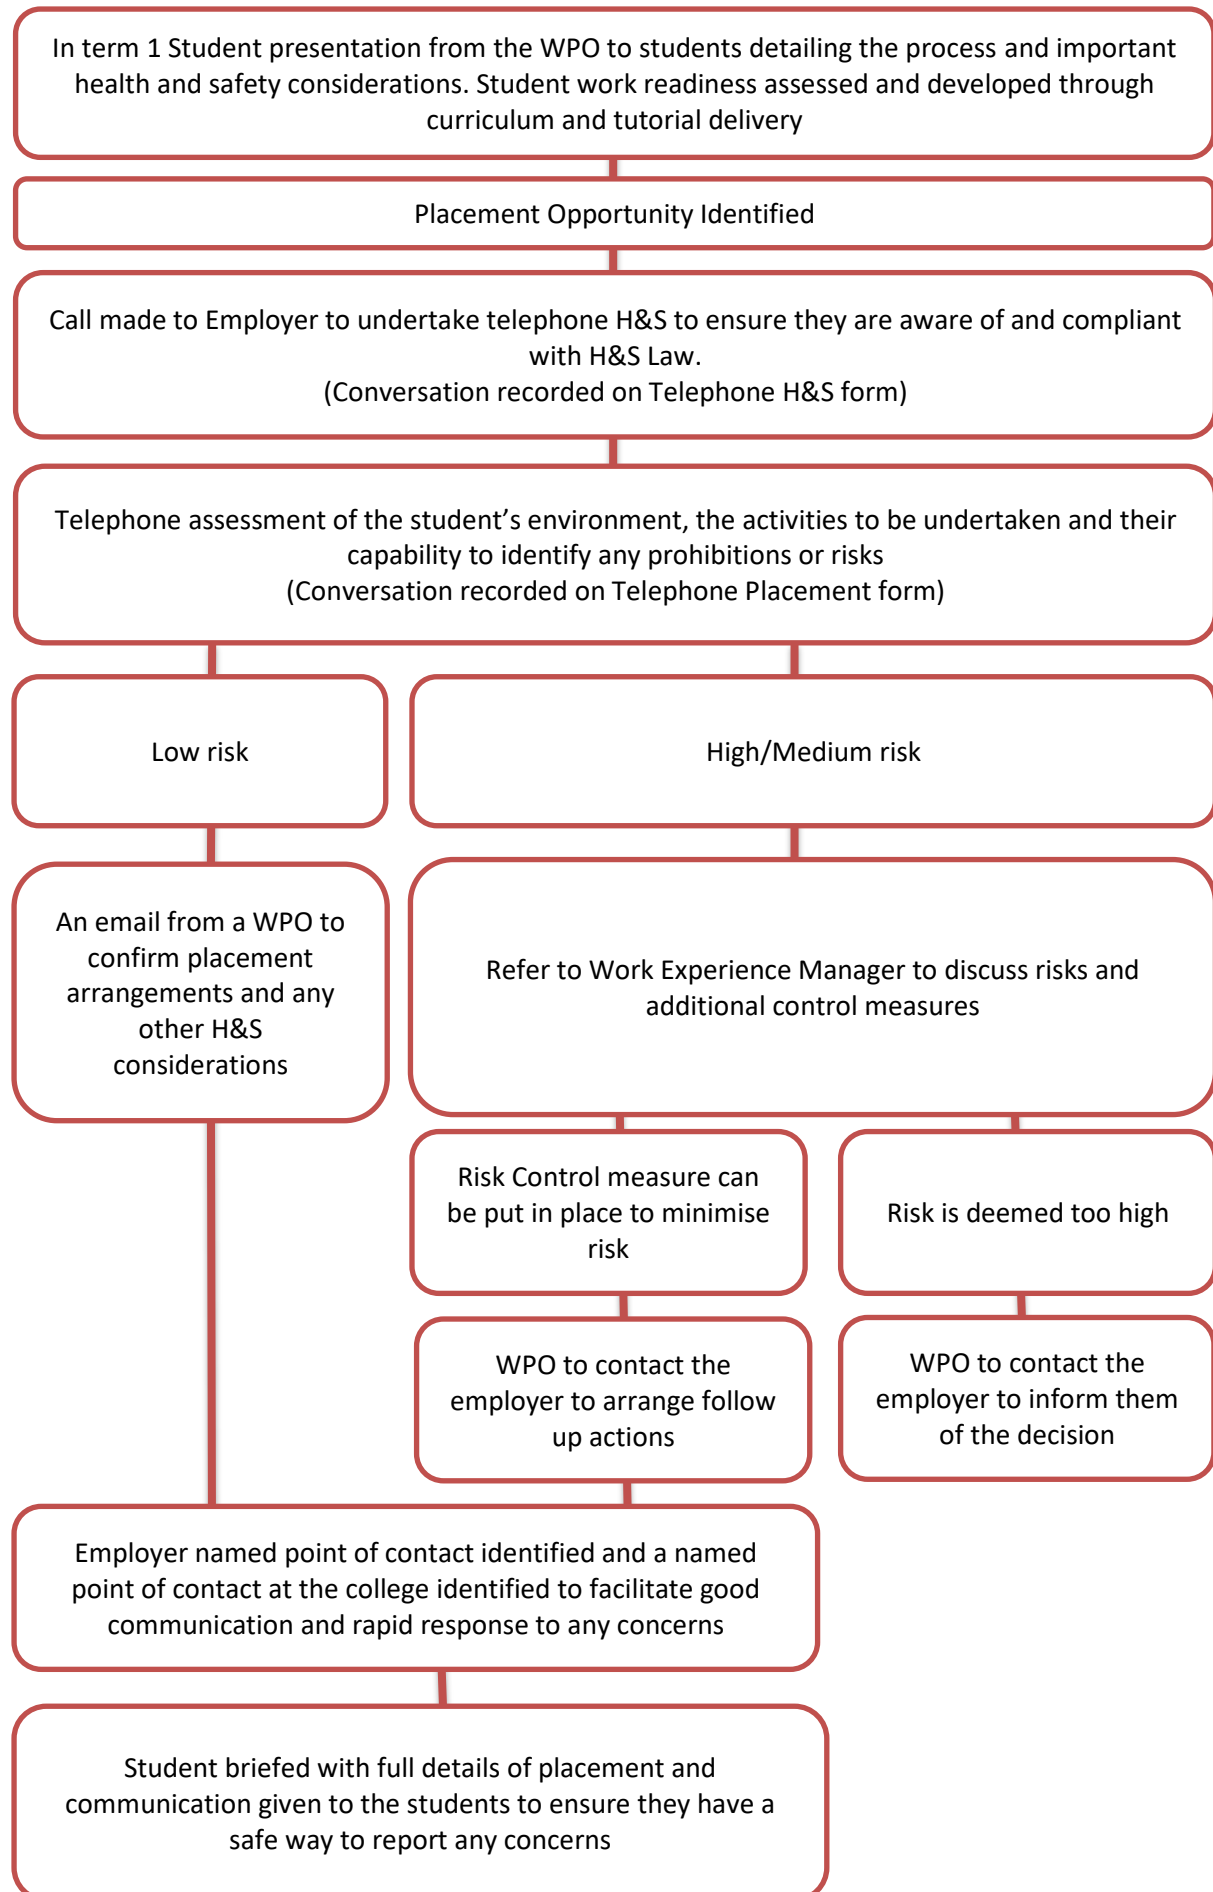 In term 1 Student presentation from the WPO to students detailing the process and important
health and safety considerations. Student work readiness assessed and developed through
curriculum and tutorial delivery
Placement Opportunity Identified
Call made to Employer to undertake telephone H&S to ensure they are aware of and compliant
with H&S Law.
(Conversation recorded on Telephone H&S form)
Telephone assessment of the student’s environment, the activities to be undertaken and their
capability to identify any prohibitions or risks
(Conversation recorded on Telephone Placement form)
Low risk
High/Medium risk
An email from a WPO to
confirm placement
arrangements and any
other H&S
considerations
Refer to Work Experience Manager to discuss risks and
additional control measures
Risk Control measure can
be put in place to minimise
risk
Risk is deemed too high
WPO to contact the
employer to arrange follow
up actions
WPO to contact the
employer to inform them
of the decision
Employer named point of contact identified and a named
point of contact at the college identified to facilitate good
communication and rapid response to any concerns
Student briefed with full details of placement and
communication given to the students to ensure they have a
safe way to report any concerns